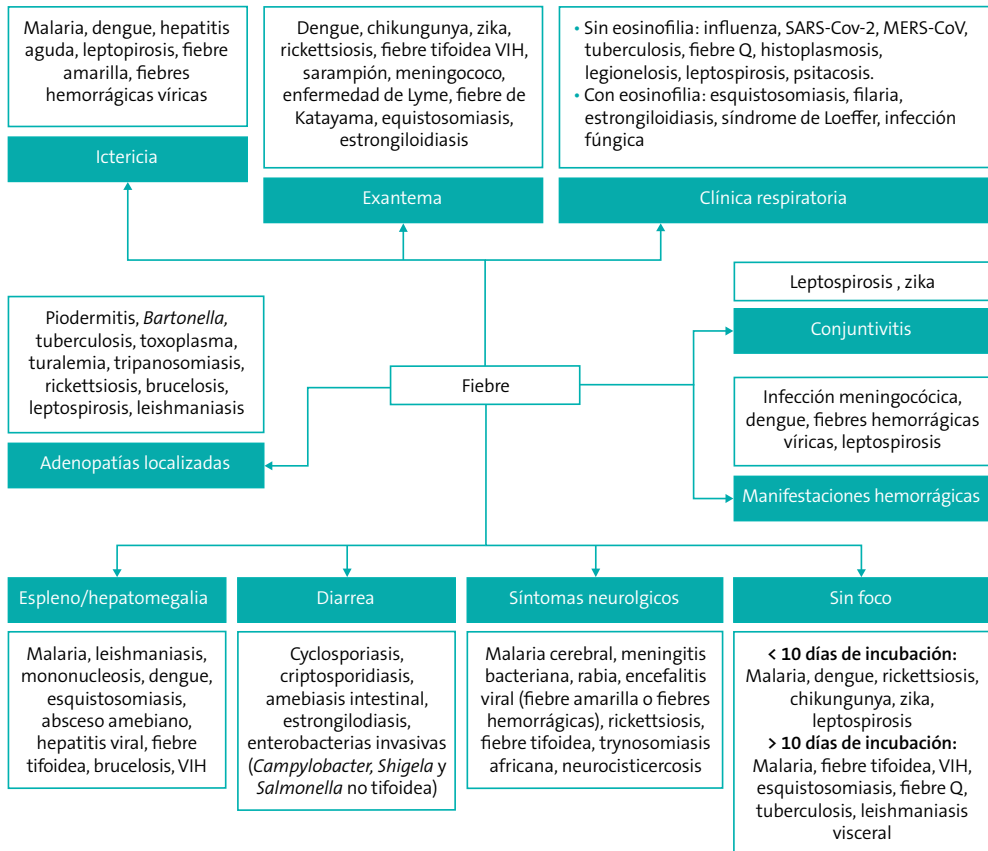 Malaria, dengue, hepatitis
aguda, leptopirosis, fiebre
amarilla, fiebres
hemorrágicas víricas
Ictericia
Dengue, chikungunya, zika,
rickettsiosis, fiebre tifoidea VIH,
sarampión, meningococo,
enfermedad de Lyme, fiebre de
Katayama, equistosomiasis,
estrongiloidiasis
Exantema
• Sin eosinofilia: influenza, SARS-Cov-2, MERS-CoV,
tuberculosis, fiebre Q, histoplasmosis,
legionelosis, leptospirosis, psitacosis.
• Con eosinofilia: esquistosomiasis, filaria,
estrongiloidiasis, síndrome de Loeffer, infección
fúngica
Clínica respiratoria
Piodermitis, Bartonella,
tuberculosis, toxoplasma,
turalemia, tripanosomiasis,
rickettsiosis, brucelosis,
leptospirosis, leishmaniasis
Adenopatías localizadas
Fiebre
Leptospirosis , zika
Conjuntivitis
Infección meningocócica,
dengue, fiebres hemorrágicas
víricas, leptospirosis
Manifestaciones hemorrágicas
Espleno/hepatomegalia
Malaria, leishmaniasis,
mononucleosis, dengue,
esquistosomiasis,
absceso amebiano,
hepatitis viral, fiebre
tifoidea, brucelosis, VIH
Diarrea
Cyclosporiasis,
criptosporidiasis,
amebiasis intestinal,
estrongilodiasis,
enterobacterias invasivas
(Campylobacter, Shigela y
Salmonella no tifoidea)
Síntomas neurolgicos
Malaria cerebral, meningitis
bacteriana, rabia, encefalitis
viral (fiebre amarilla o fiebres
hemorrágicas), rickettsiosis,
fiebre tifoidea, trynosomiasis
africana, neurocisticercosis
Sin foco
< 10 días de incubación:
Malaria, dengue, rickettsiosis,
chikungunya, zika,
leptospirosis
> 10 días de incubación:
Malaria, fiebre tifoidea, VIH,
esquistosomiasis, fiebre Q,
tuberculosis, leishmaniasis
visceral